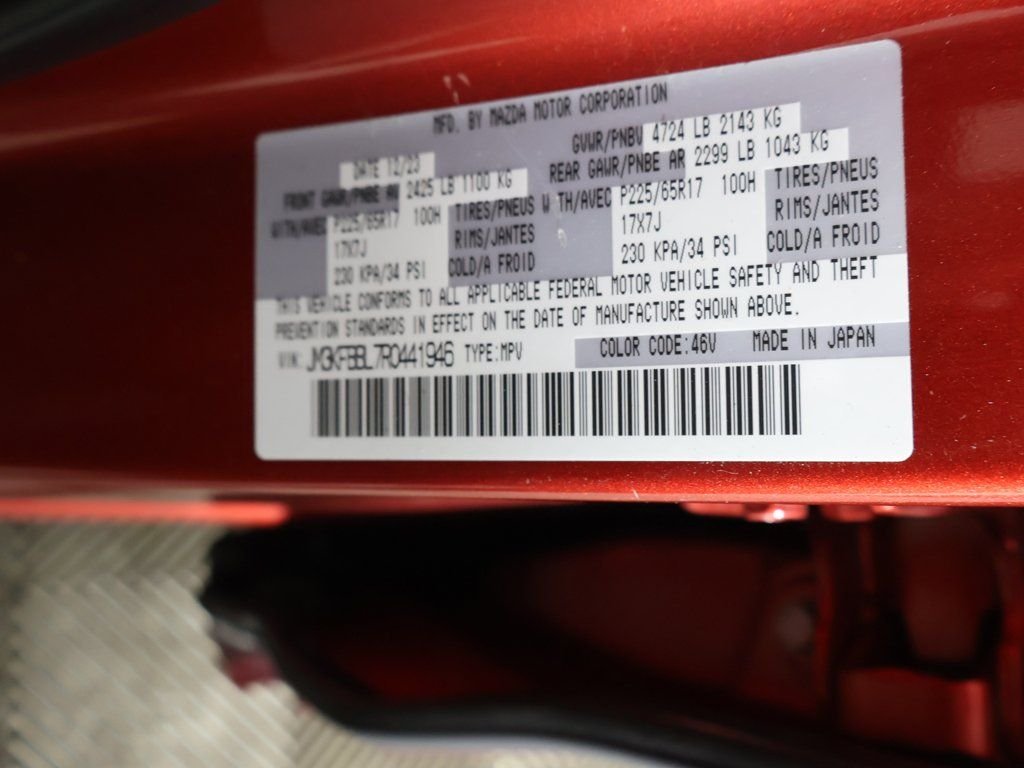 MFD. BY MAZDA MOTOR CORPORATION
DATE 12/23 GVWR/PNBV 4724 LB 2143 KG
FRONT GAWR/PNBE AV 2425 LB 1100 KG REAR GAWR/PNBE AR 2299 LB 1043 KG
WITH/AVEC P225/65R17 100H TIRES/PNEUS W TH/AVEC P225/65R17 100H TIRES/PNEUS
17X7J RIMS/JANTES 17X7J RIMS/JANTES
230 KPA/34 PSI COLD/A FROID 230 KPA/34 PSI COLD/A FROID
THIS VEHICLE CONFORMS TO ALL APPLICABLE FEDERAL MOTOR VEHICLE SAFETY AND THEFT
PREVENTION STANDARDS IN EFFECT ON THE DATE OF MANUFACTURE SHOWN ABOVE.
VIN: JM3KFBBL7R0441946 TYPE:MPV COLOR CODE:46V MADE IN JAPAN